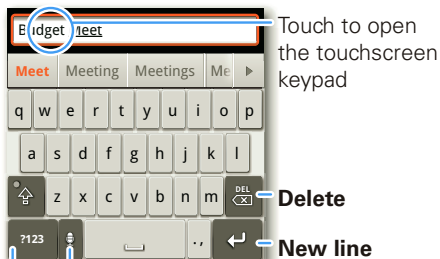 Budget Meet
Touch to open
the touchscreen
keypad
Meet Meeting Meetings Me
q w e r t y u i o p
a s d f g h j k l
z x c v b n m DEL
Delete
?123 . ,
New line